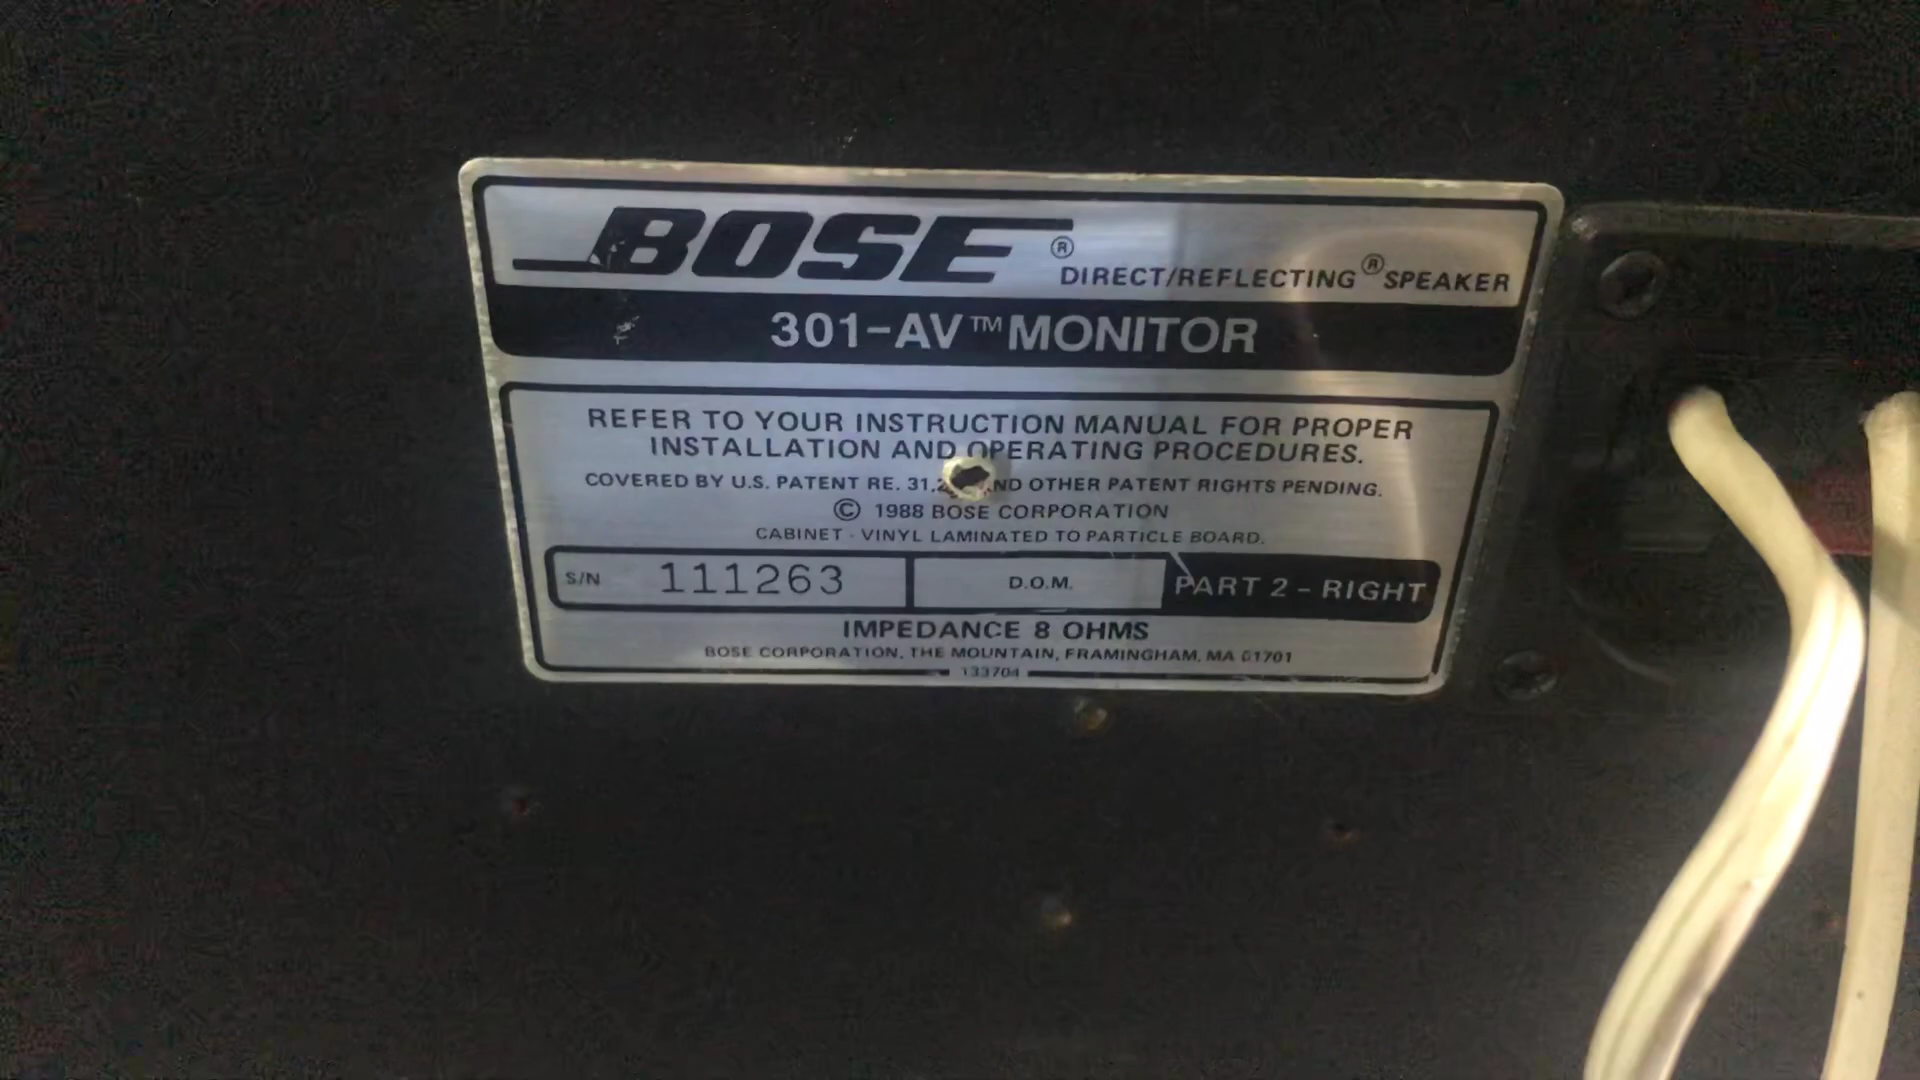 BOSE® DIRECT/REFLECTING® SPEAKER
301-AV™ MONITOR
REFER TO YOUR INSTRUCTION MANUAL FOR PROPER
INSTALLATION AND OPERATING PROCEDURES.
COVERED BY U.S. PATENT RE. OTHER PATENT RIGHTS PENDING.
© 1988 BOSE CORPORATION
CABINET - VINYL LAMINATED TO PARTICLE BOARD.
S/N 111263 D.O.M. PART 2 - RIGHT
IMPEDANCE 8 OHMS
BOSE CORPORATION, THE MOUNTAIN, FRAMINGHAM, MA 01701
133704